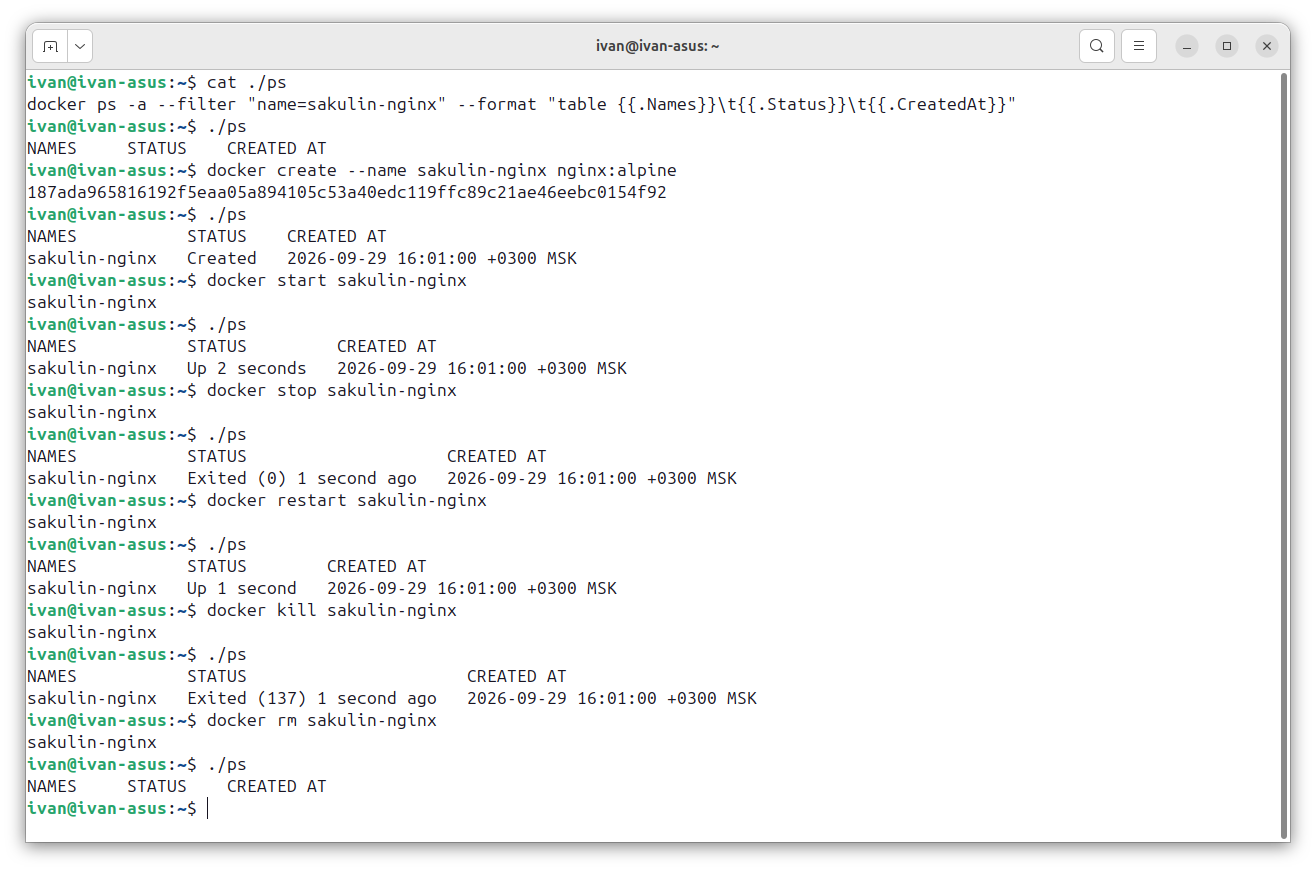 ivan@ivan-asus: ~
ivan@ivan-asus:~$ cat ./ps
docker ps -a --filter "name=sakulin-nginx" --format "table {{.Names}}\t{{.Status}}\t{{.CreatedAt}}"
ivan@ivan-asus:~$ ./ps
NAMES     STATUS    CREATED AT
ivan@ivan-asus:~$ docker create --name sakulin-nginx nginx:alpine
187ada965816192f5eaa05a894105c53a40edc119ffc89c21ae46eebc0154f92
ivan@ivan-asus:~$ ./ps
NAMES           STATUS    CREATED AT
sakulin-nginx   Created   2026-09-29 16:01:00 +0300 MSK
ivan@ivan-asus:~$ docker start sakulin-nginx
sakulin-nginx
ivan@ivan-asus:~$ ./ps
NAMES           STATUS         CREATED AT
sakulin-nginx   Up 2 seconds   2026-09-29 16:01:00 +0300 MSK
ivan@ivan-asus:~$ docker stop sakulin-nginx
sakulin-nginx
ivan@ivan-asus:~$ ./ps
NAMES           STATUS                    CREATED AT
sakulin-nginx   Exited (0) 1 second ago   2026-09-29 16:01:00 +0300 MSK
ivan@ivan-asus:~$ docker restart sakulin-nginx
sakulin-nginx
ivan@ivan-asus:~$ ./ps
NAMES           STATUS        CREATED AT
sakulin-nginx   Up 1 second   2026-09-29 16:01:00 +0300 MSK
ivan@ivan-asus:~$ docker kill sakulin-nginx
sakulin-nginx
ivan@ivan-asus:~$ ./ps
NAMES           STATUS                      CREATED AT
sakulin-nginx   Exited (137) 1 second ago   2026-09-29 16:01:00 +0300 MSK
ivan@ivan-asus:~$ docker rm sakulin-nginx
sakulin-nginx
ivan@ivan-asus:~$ ./ps
NAMES     STATUS    CREATED AT
ivan@ivan-asus:~$